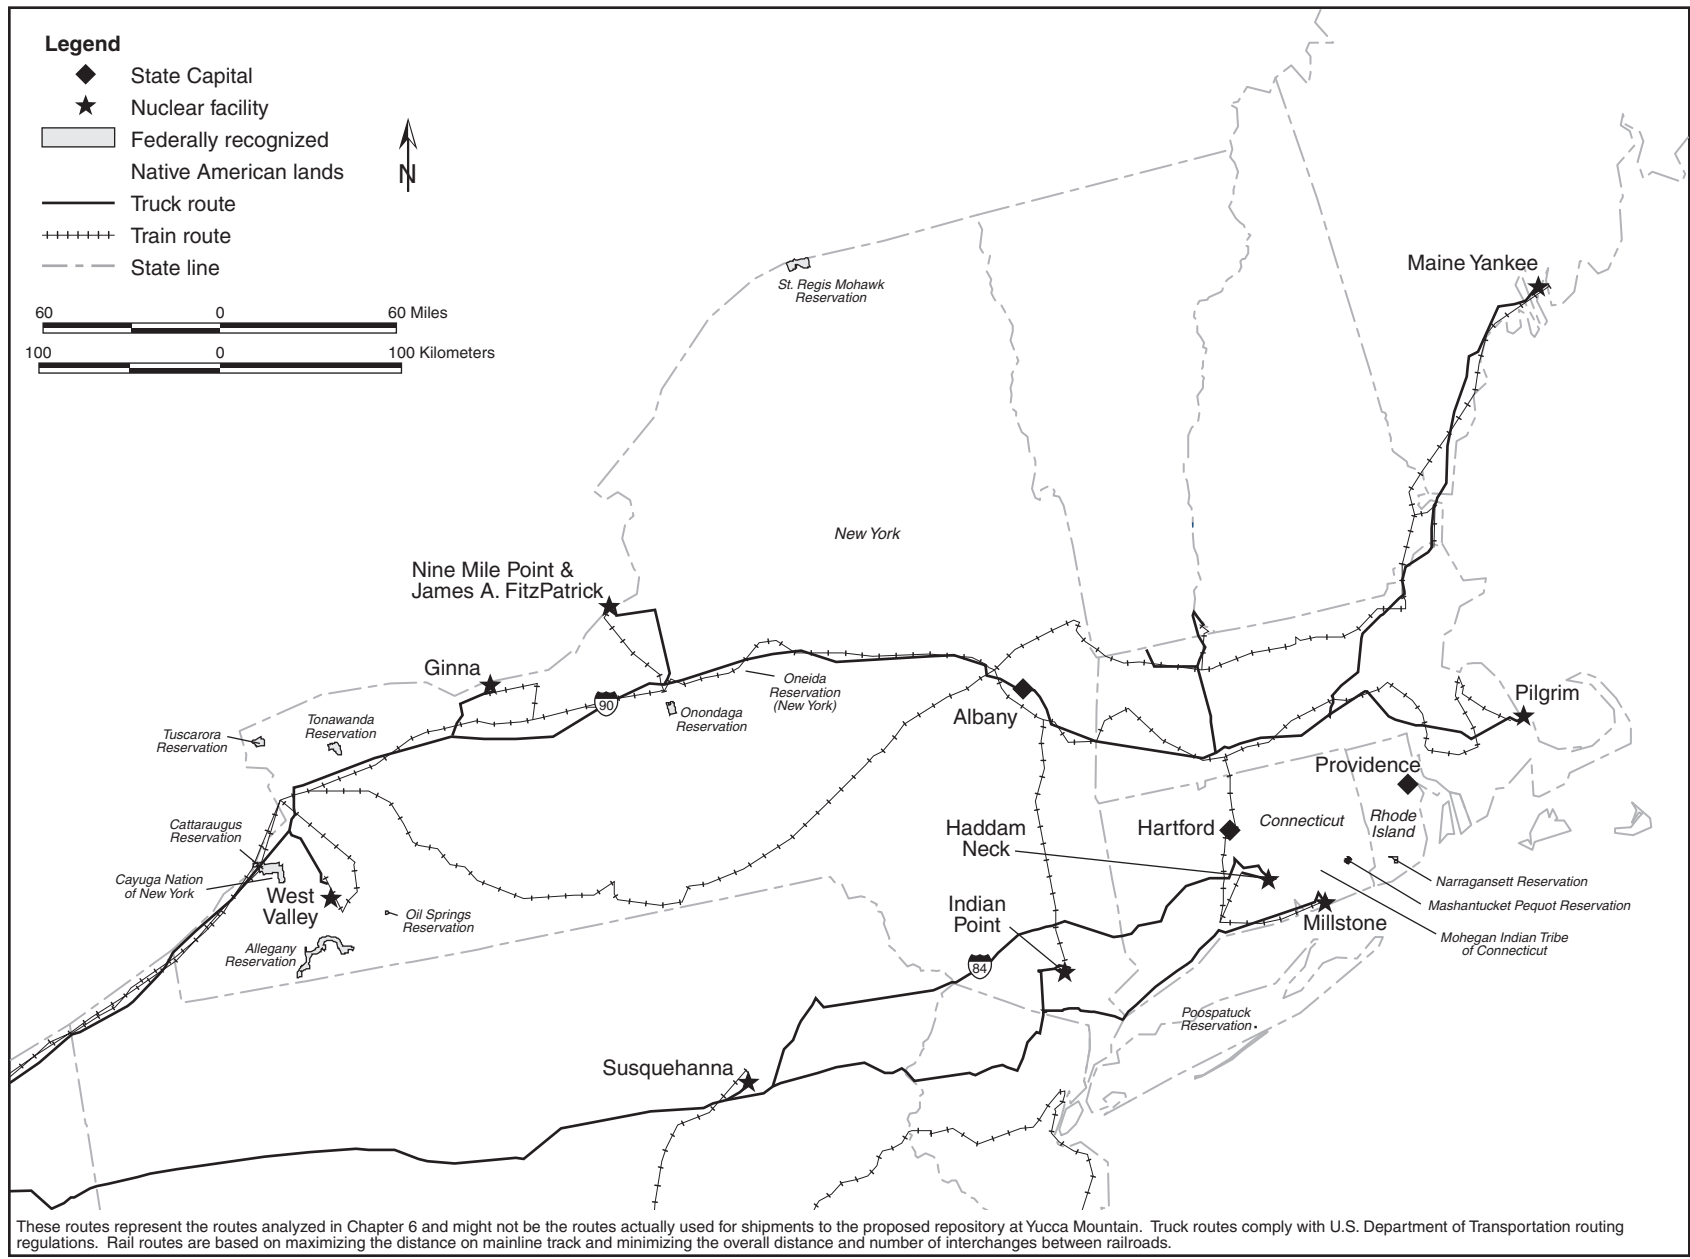 Legend
State Capital
Nuclear facility
Federally recognized
Native American lands
Truck route
Train route
State line
N
60 0 60 Miles
100 0 100 Kilometers
St. Regis Mohawk
Reservation
Maine Yankee
New York
Nine Mile Point &
James A. FitzPatrick
Ginna
90
Oneida
Reservation
(New York)
Onondaga
Reservation
Tonawanda
Reservation
Tuscarora
Reservation
Albany
Pilgrim
Providence
Cattaraugus
Reservation
Cayuga Nation
of New York
West
Valley
Oil Springs
Reservation
Allegany
Reservation
Haddam
Neck
Hartford
Connecticut
Rhode
Island
Indian
Point
84
Millstone
Narragansett Reservation
Mashantucket Pequot Reservation
Mohegan Indian Tribe
of Connecticut
Poospatuck
Reservation
Susquehanna
These routes represent the routes analyzed in Chapter 6 and might not be the routes actually used for shipments to the proposed repository at Yucca Mountain. Truck routes comply with U.S. Department of Transportation routing
regulations. Rail routes are based on maximizing the distance on mainline track and minimizing the overall distance and number of interchanges between railroads.